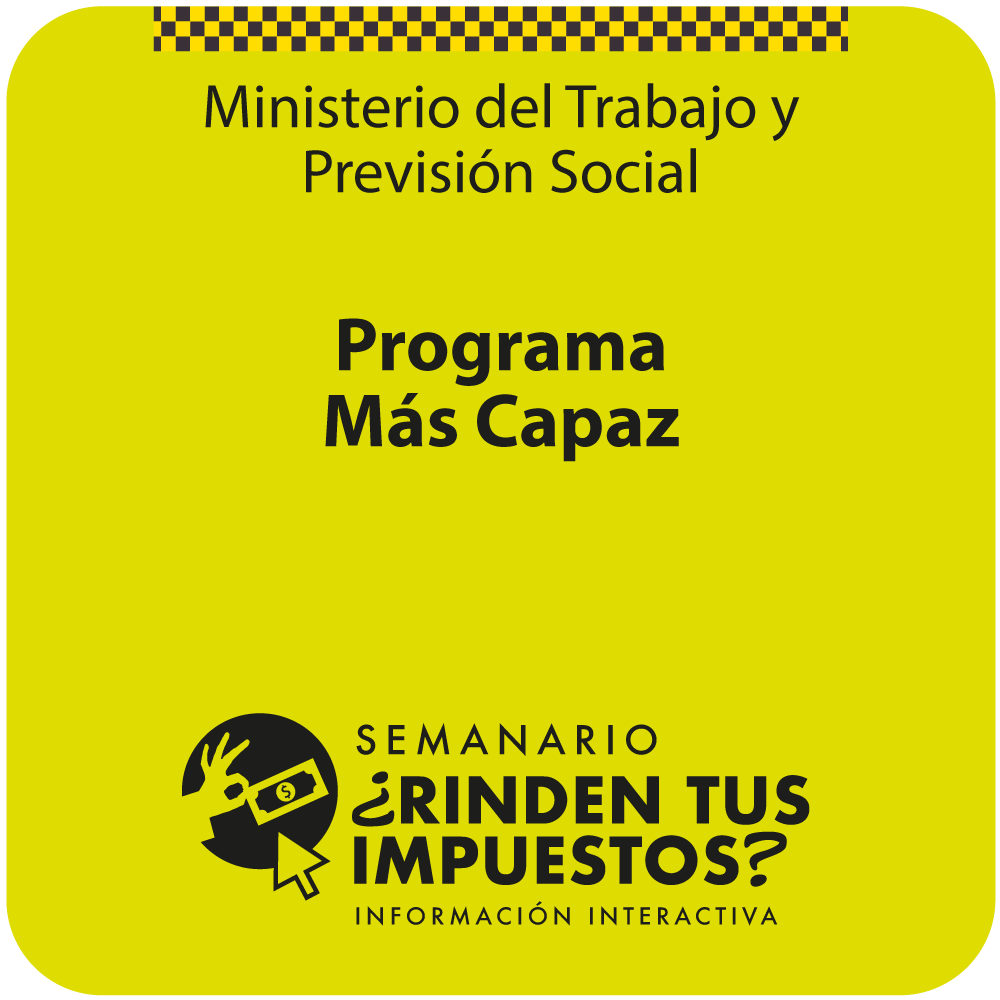 Ministerio del Trabajo y
Previsión Social
Programa
Más Capaz
$
SEMANARIO
¿RINDEN TUS
IMPUESTOS?
INFORMACIÓN INTERACTIVA